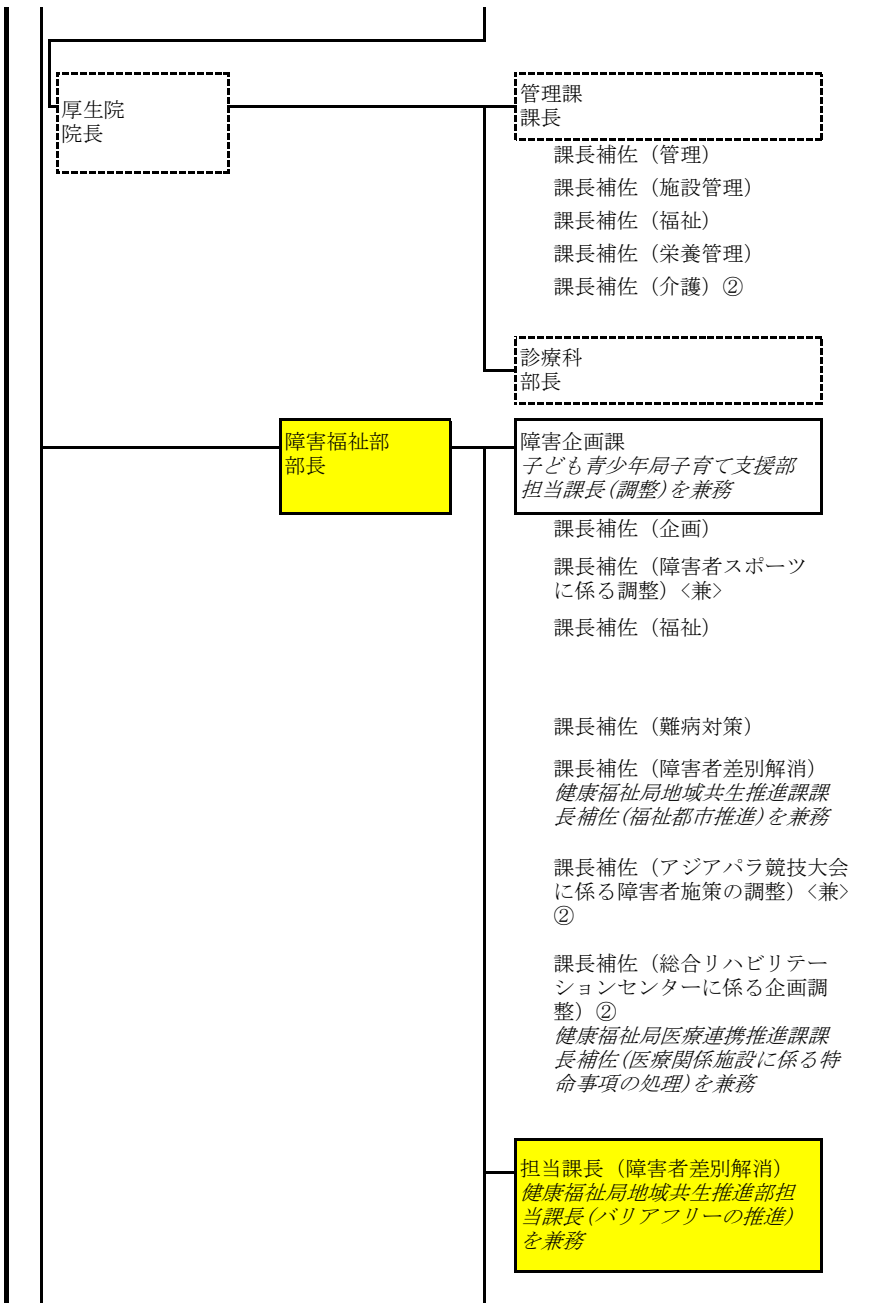 厚生院
院長
管理課
課長
課長補佐（管理）
課長補佐（施設管理）
課長補佐（福祉）
課長補佐（栄養管理）
課長補佐（介護）②
診療科
部長
障害福祉部
部長
障害企画課
子ども青少年局子育て支援部
担当課長(調整)を兼務
課長補佐（企画）
課長補佐（障害者スポーツ
に係る調整）<兼>
課長補佐（福祉）
課長補佐（難病対策）
課長補佐（障害者差別解消）
健康福祉局地域共生推進課課
長補佐(福祉都市推進)を兼務
課長補佐（アジアパラ競技大会
に係る障害者施策の調整）<兼>
②
課長補佐（総合リハビリテー
ションセンターに係る企画調
整）②
健康福祉局医療連携推進課課
長補佐(医療関係施設に係る特
命事項の処理)を兼務
担当課長（障害者差別解消）
健康福祉局地域共生推進部担
当課長(バリアフリーの推進)
を兼務